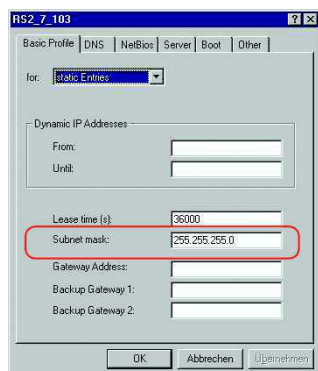 RS2_7_103
Basic Profile DNS NetBios Server Boot Other
for: static Entries
Dynamic IP Addresses
From:
Until:
Lease time (s): 36000
Subnet mask: 255.255.255.0
Gateway Address:
Backup Gateway 1:
Backup Gateway 2:
OK Abbrechen Übernehmen